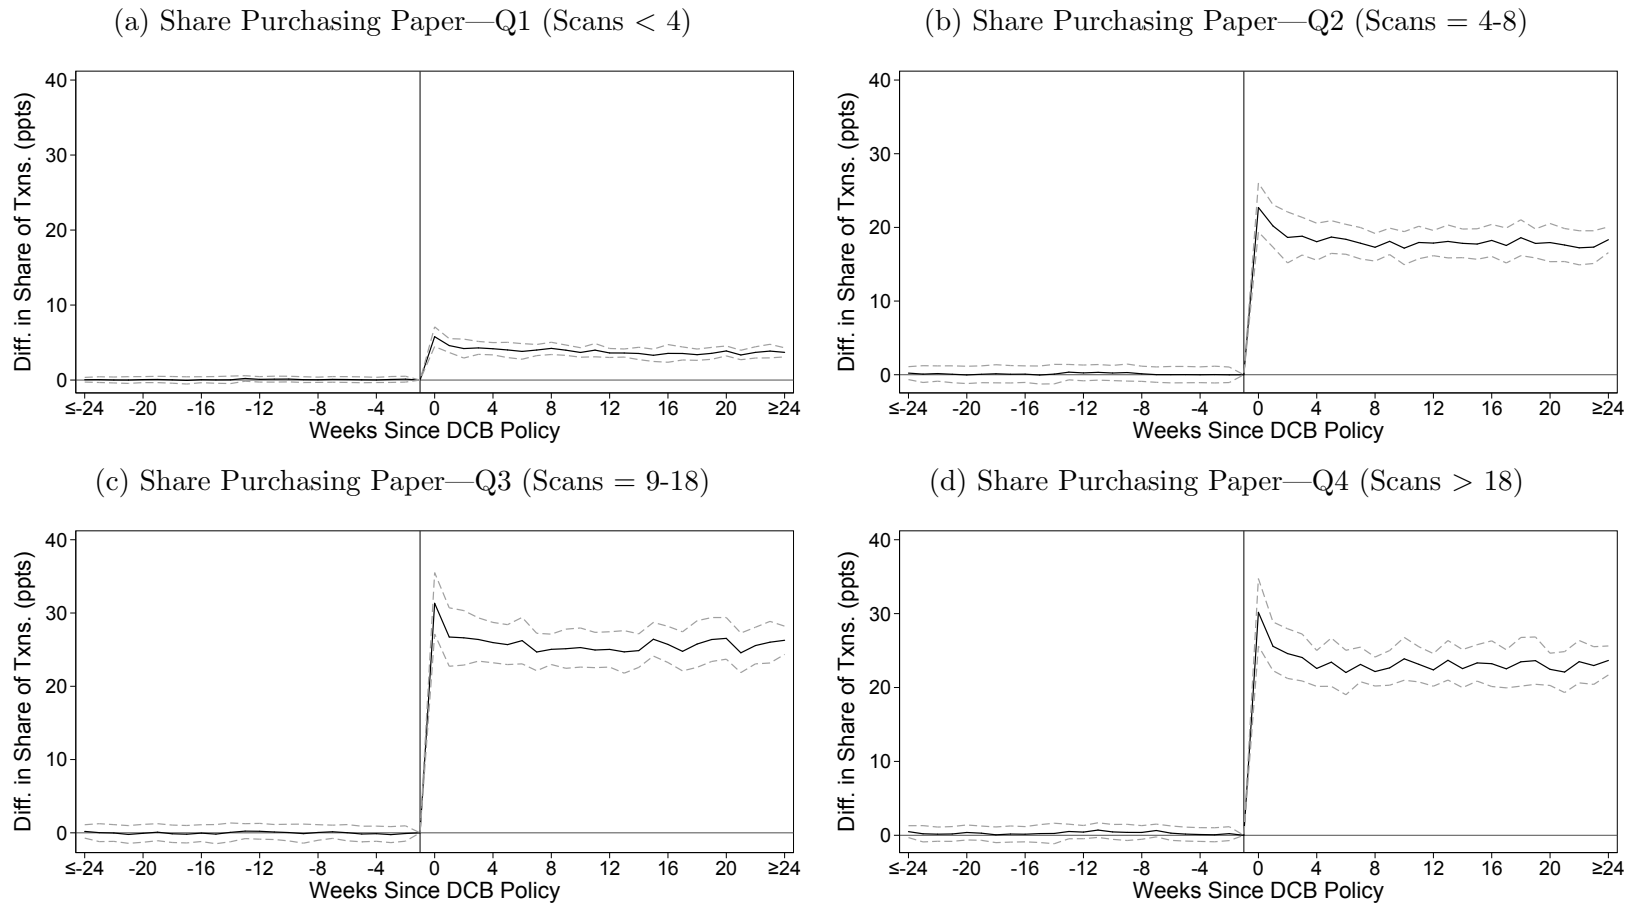 (a) Share Purchasing Paper—Q1 (Scans < 4)
40
30
20
10
0
Diff. in Share of Txns. (ppts)
≤-24 -20 -16 -12 -8 -4 0 4 8 12 16 20 ≥24
Weeks Since DCB Policy
(b) Share Purchasing Paper—Q2 (Scans = 4-8)
40
30
20
10
0
Diff. in Share of Txns. (ppts)
≤-24 -20 -16 -12 -8 -4 0 4 8 12 16 20 ≥24
Weeks Since DCB Policy
(c) Share Purchasing Paper—Q3 (Scans = 9-18)
40
30
20
10
0
Diff. in Share of Txns. (ppts)
≤-24 -20 -16 -12 -8 -4 0 4 8 12 16 20 ≥24
Weeks Since DCB Policy
(d) Share Purchasing Paper—Q4 (Scans > 18)
40
30
20
10
0
Diff. in Share of Txns. (ppts)
≤-24 -20 -16 -12 -8 -4 0 4 8 12 16 20 ≥24
Weeks Since DCB Policy